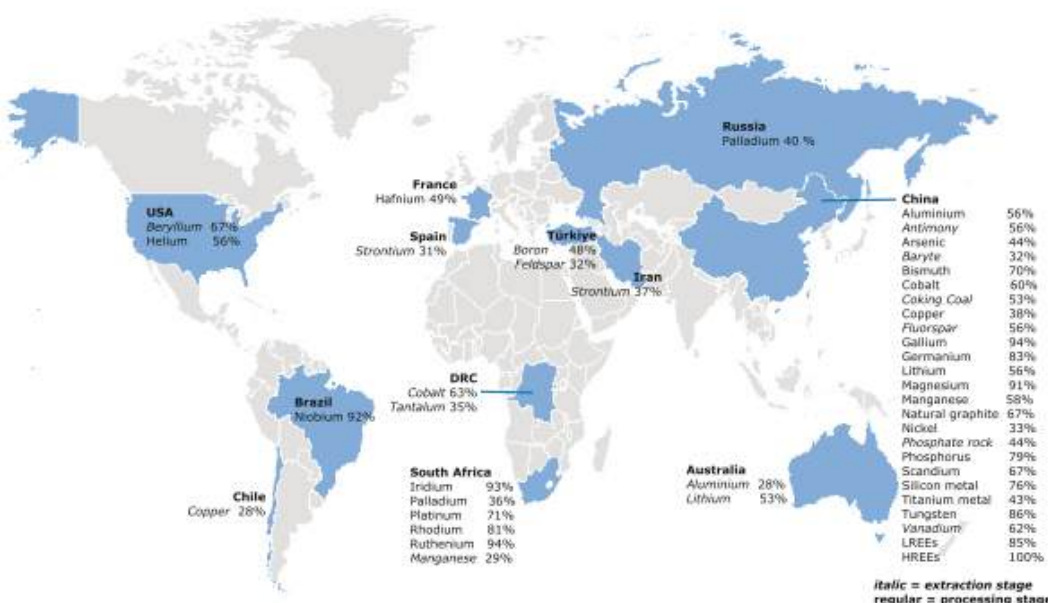 Russia
Palladium 40 %
France
Hafnium 49%
China
Aluminium 56%
Antimony 56%
Arsenic 44%
Baryte 32%
Bismuth 70%
Cobalt 60%
Coking Coal 53%
Copper 38%
Fluorspar 56%
Gallium 94%
Germanium 83%
Lithium 56%
Magnesium 91%
Manganese 58%
Natural graphite 67%
Nickel 33%
Phosphate rock 44%
Phosphorus 79%
Scandium 67%
Silicon metal 76%
Titanium metal 43%
Tungsten 86%
Vanadium 62%
LREEs 85%
HREEs 100%
USA
Beryllium 67%
Helium 56%
Spain
Strontium 31%
Türkiye
Boron 48%
Feldspar 32%
Iran
Strontium 37%
DRC
Cobalt 63%
Tantalum 35%
Brazil
Niobium 92%
South Africa
Iridium 93%
Palladium 36%
Platinum 71%
Rhodium 81%
Ruthenium 94%
Manganese 29%
Australia
Aluminium 28%
Lithium 53%
Chile
Copper 28%
italic = extraction stage
regular = processing stage